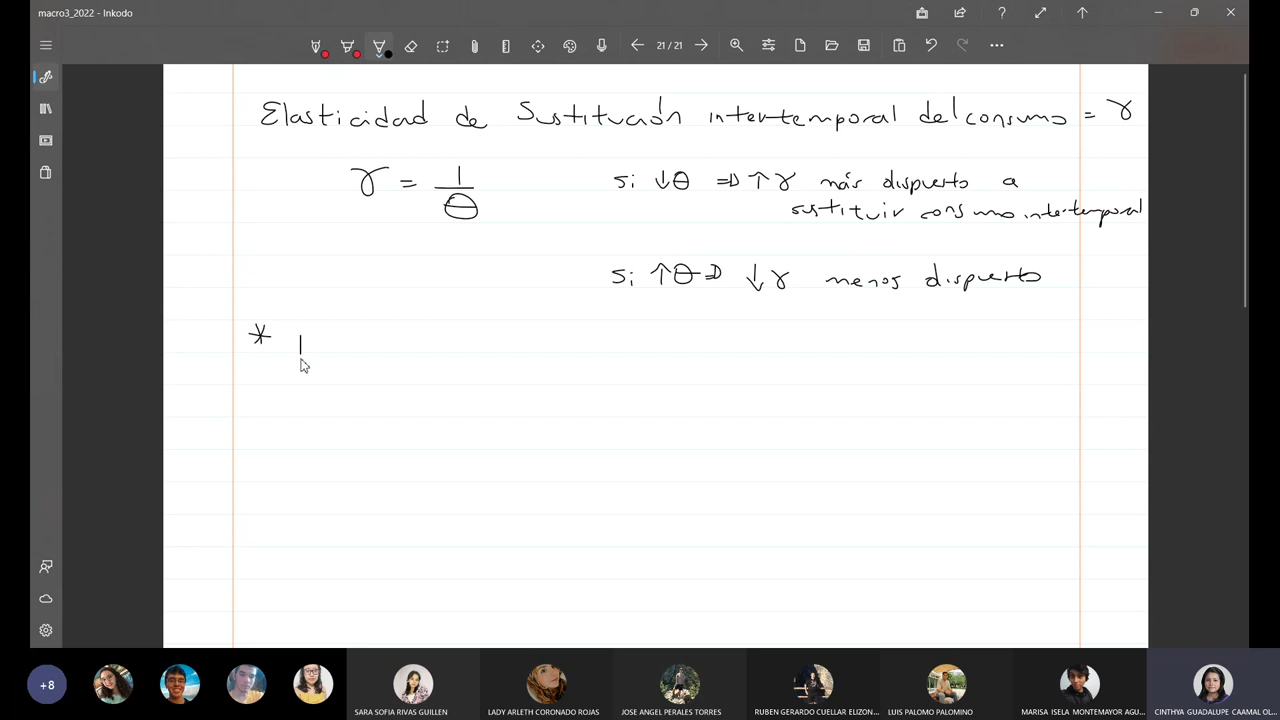 macro3_2022 - Inkodo
21 / 21
Elasticidad de Sustitución intertemporal del consumo = γ
γ = 1/θ
si ↓θ ⇒ ↑γ más dispuesto a
sustituir consumo intertemporal
si ↑θ ⇒ ↓γ menos dispuesto
*
+8
SARA SOFIA RIVAS GUILLEN
LADY ARLETH CORONADO ROJAS
JOSE ANGEL PERALES TORRES
RUBEN GERARDO CUELLAR ELIZON...
LUIS PALOMO PALOMINO
MARISA ISELA MONTEMAYOR AGU...
CINTHYA GUADALUPE CAAMAL OL...